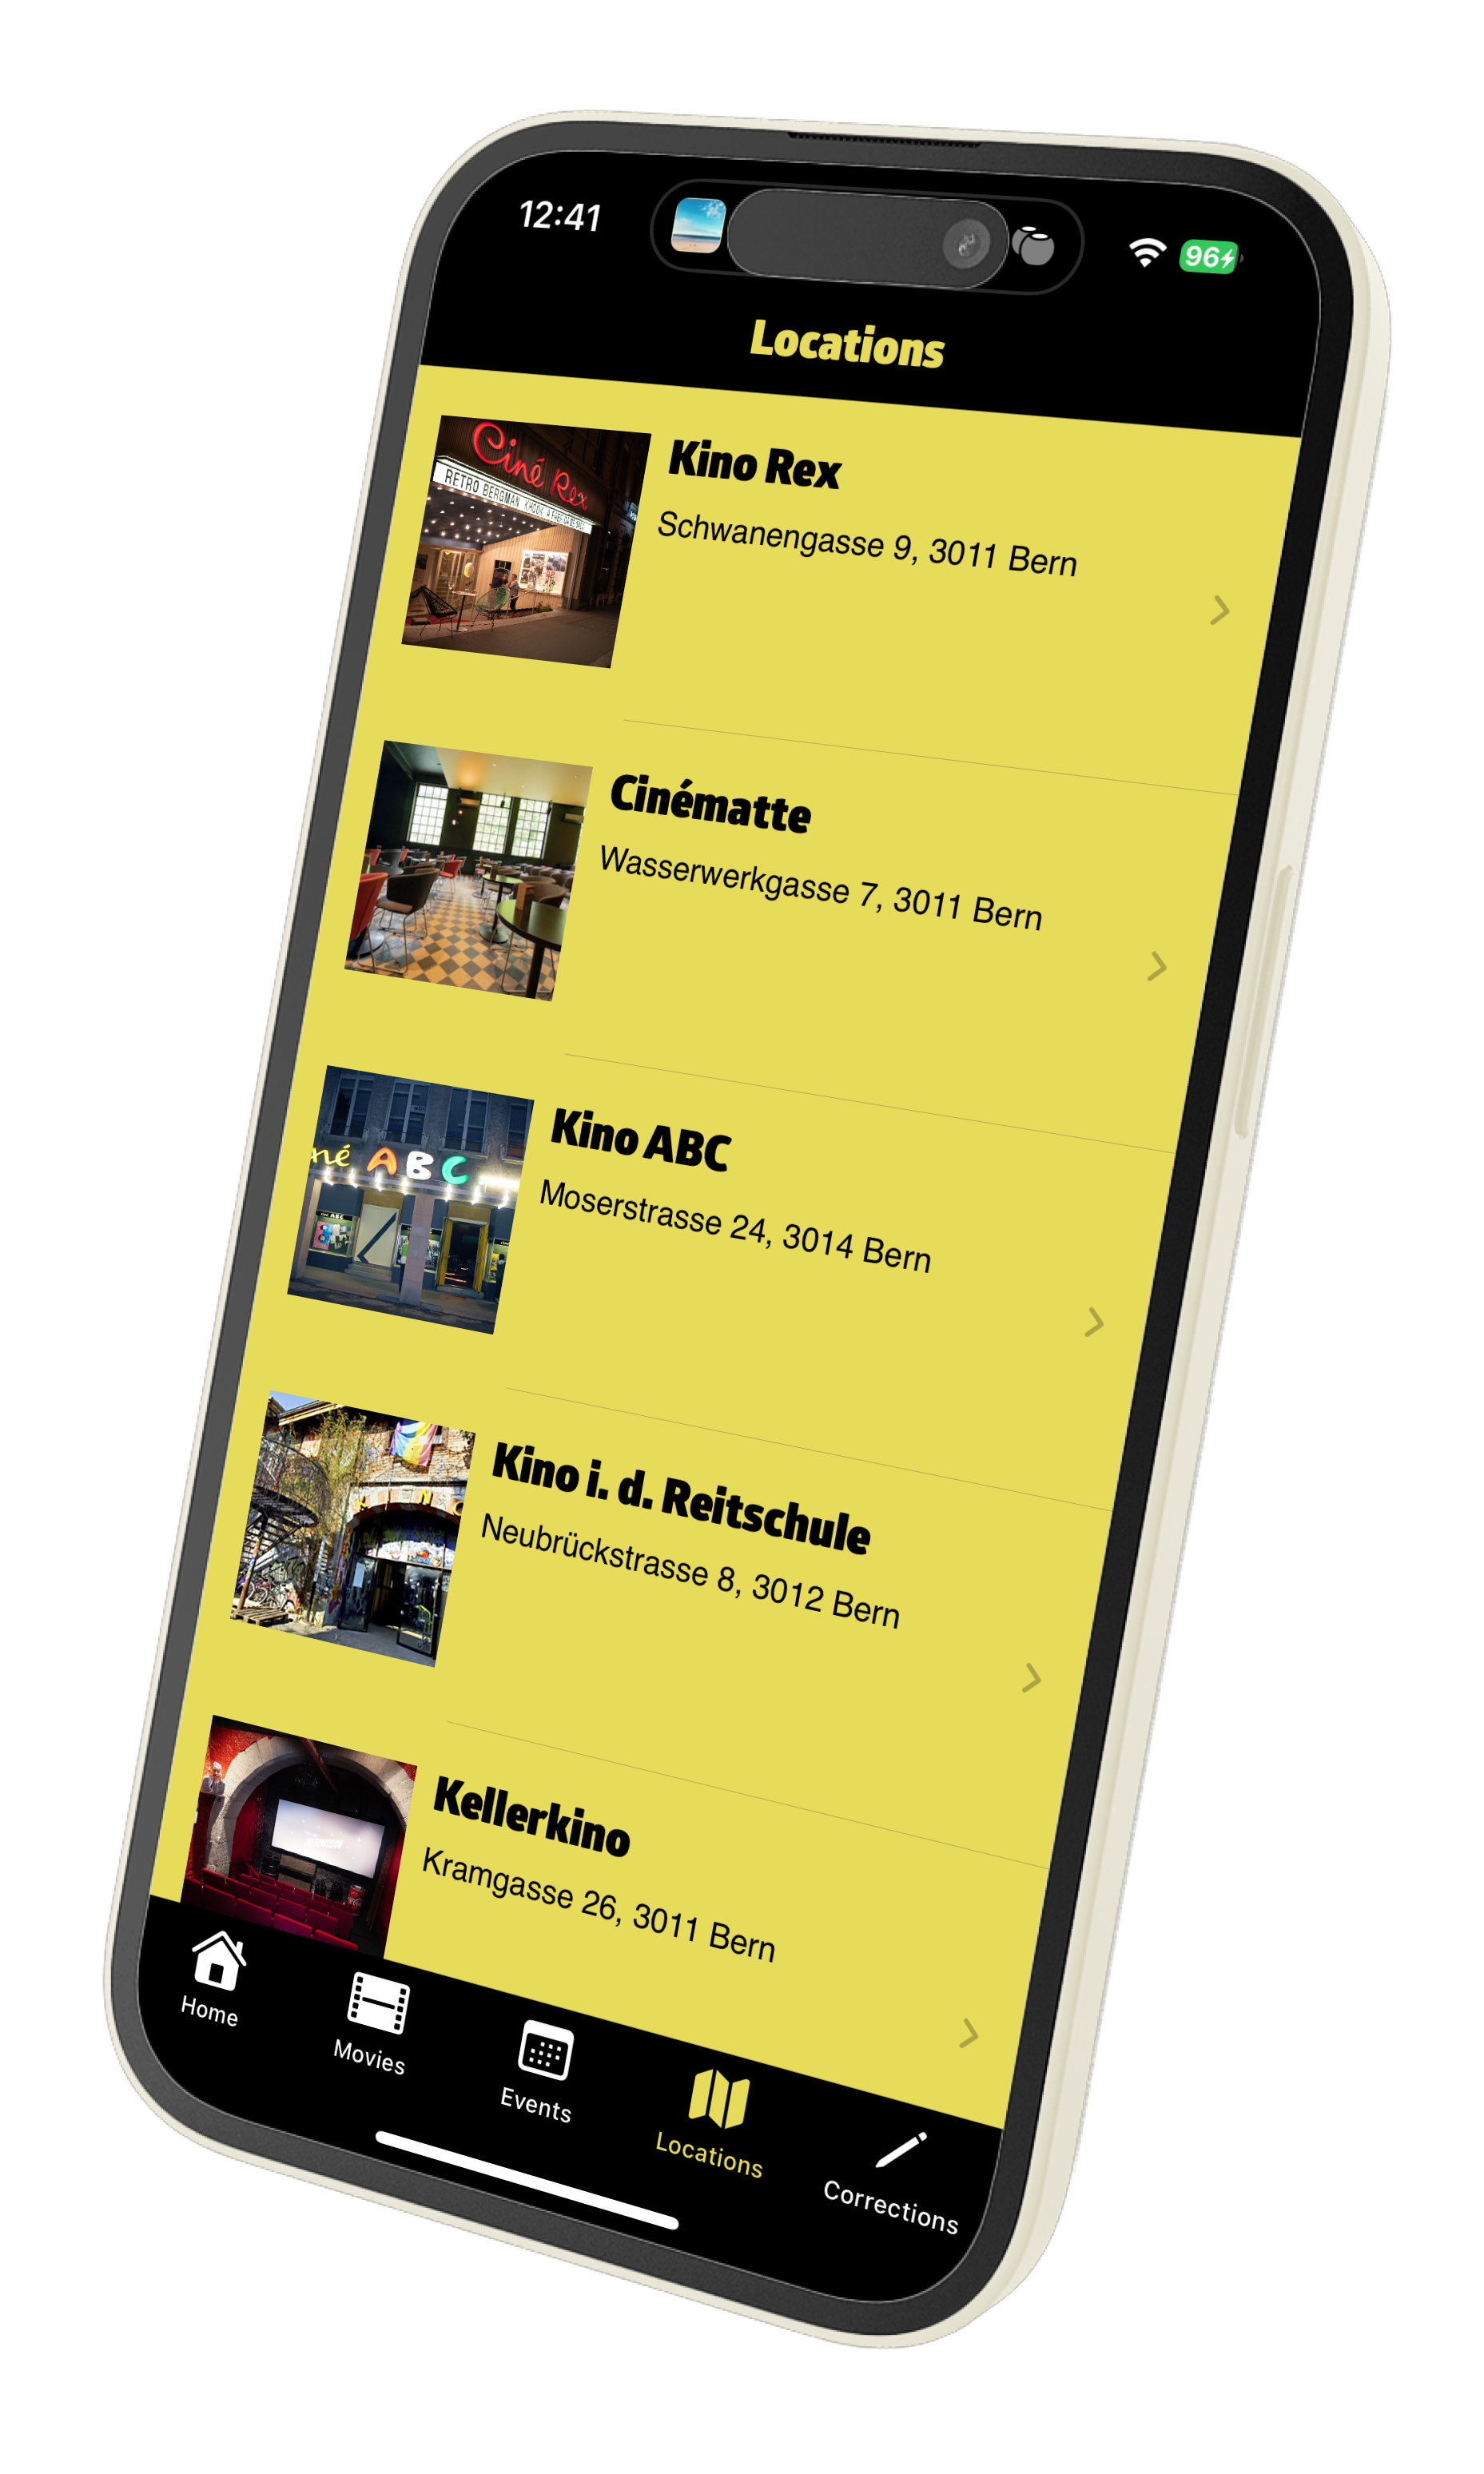 12:41
96
Locations
Ciné Rex
RETRO BERGMAN
Kino Rex
Schwanengasse 9, 3011 Bern
Cinématte
Wasserwerkgasse 7, 3011 Bern
né ABC
Kino ABC
Moserstrasse 24, 3014 Bern
Kino i. d. Reitschule
Neubrückstrasse 8, 3012 Bern
Kellerkino
Kramgasse 26, 3011 Bern
Home
Movies
Events
Locations
Corrections